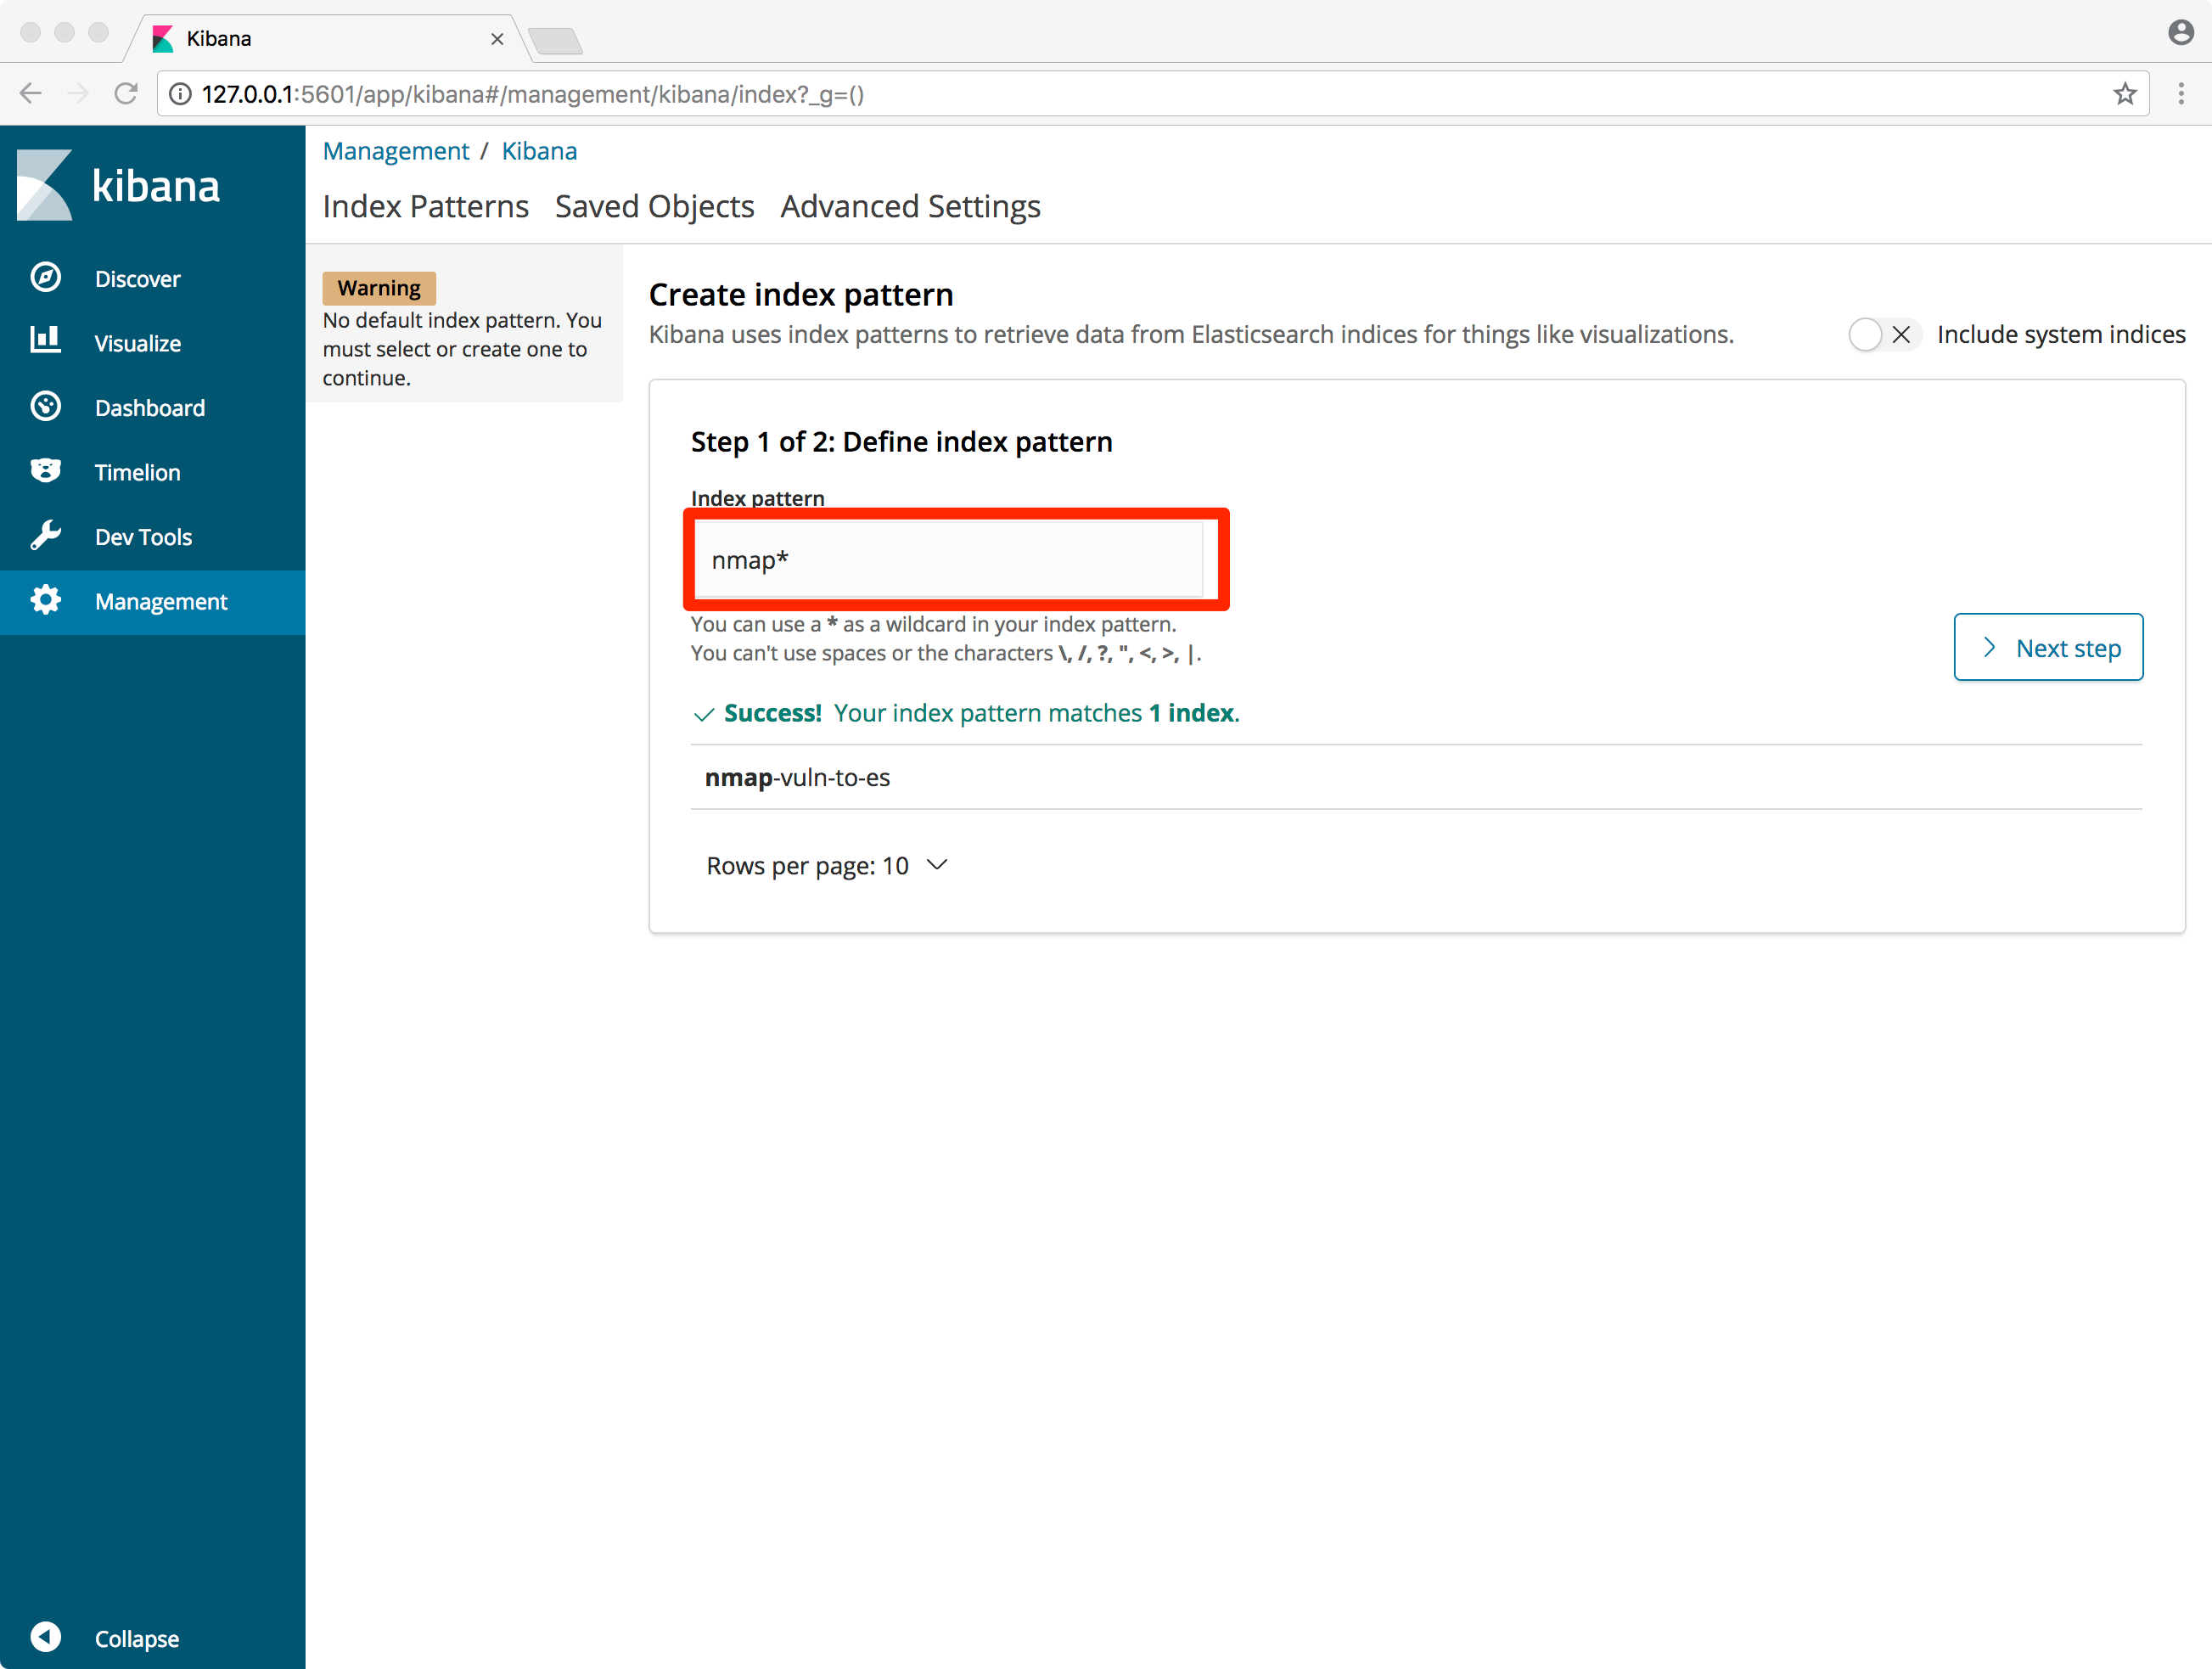 Kibana
127.0.0.1:5601/app/kibana#/management/kibana/index?_g=()
kibana
Discover
Visualize
Dashboard
Timelion
Dev Tools
Management
Collapse
Management / Kibana
Index Patterns Saved Objects Advanced Settings
Warning
No default index pattern. You
must select or create one to
continue.
Create index pattern
Kibana uses index patterns to retrieve data from Elasticsearch indices for things like visualizations.
Include system indices
Step 1 of 2: Define index pattern
Index pattern
nmap*
You can use a * as a wildcard in your index pattern.
You can't use spaces or the characters \, /, ?, ", <, >, |.
Next step
Success! Your index pattern matches 1 index.
nmap-vuln-to-es
Rows per page: 10